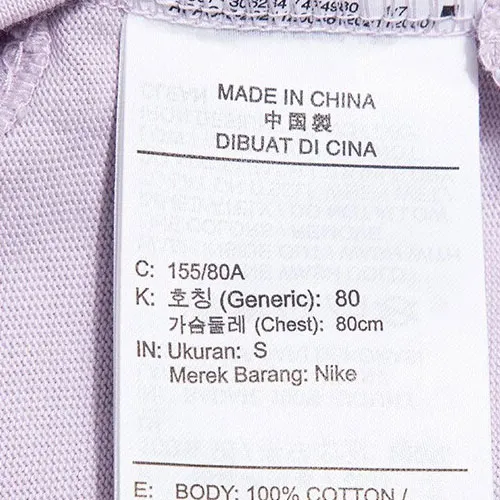 MADE IN CHINA
中国製
DIBUAT DI CINA
C: 155/80A
K: 호칭 (Generic): 80
가슴둘레 (Chest): 80cm
IN: Ukuran: S
Merek Barang: Nike
E: BODY: 100% COTTON /